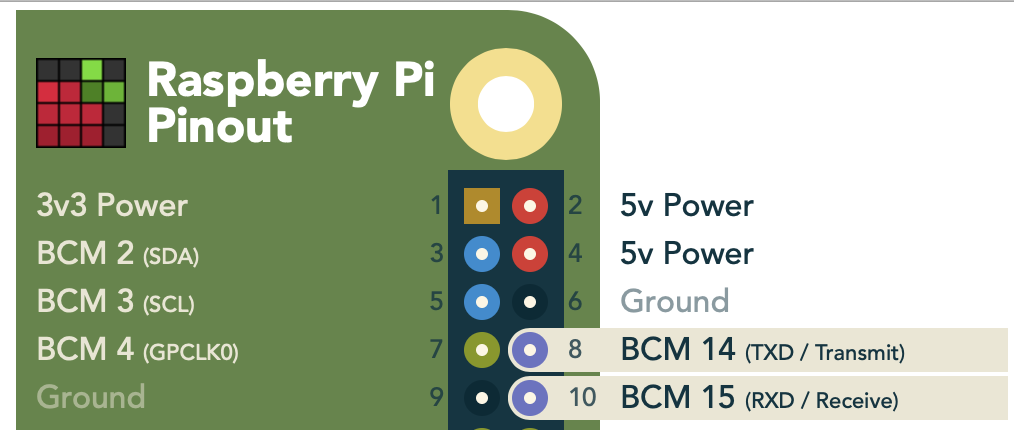 Raspberry Pi
Pinout
3v3 Power 1 2 5v Power
BCM 2 (SDA) 3 4 5v Power
BCM 3 (SCL) 5 6 Ground
BCM 4 (GPCLK0) 7 8 BCM 14 (TXD / Transmit)
Ground 9 10 BCM 15 (RXD / Receive)